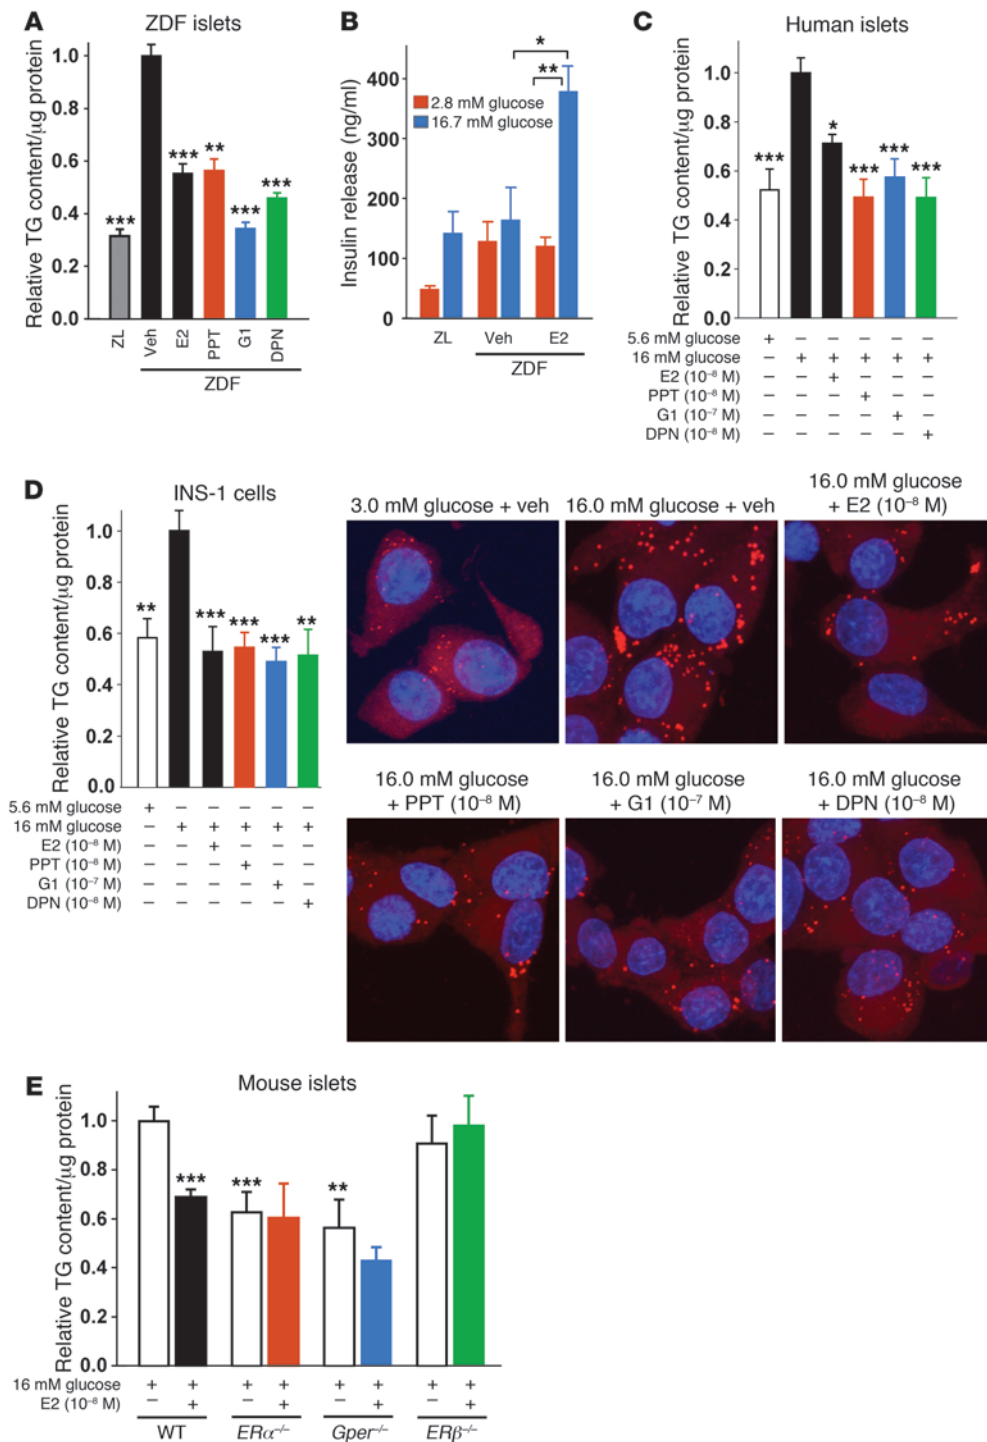 A
ZDF islets
Relative TG content/µg protein
1.0
0.8
0.6
0.4
0.2
0.0
***
***
**
***
***
ZL
Veh
E2
PPT
G1
DPN
ZDF
B
Insulin release (ng/ml)
400
300
200
100
0
2.8 mM glucose
16.7 mM glucose
*
**
ZL
Veh
E2
ZDF
C
Human islets
Relative TG content/µg protein
1.0
0.8
0.6
0.4
0.2
0.0
***
*
***
***
***
5.6 mM glucose + – – – – –
16 mM glucose – + + + + +
E2 (10⁻⁸ M) – – + – – –
PPT (10⁻⁸ M) – – – + – –
G1 (10⁻⁷ M) – – – – + –
DPN (10⁻⁸ M) – – – – – +
D
INS-1 cells
Relative TG content/µg protein
1.0
0.8
0.6
0.4
0.2
0.0
**
***
***
***
**
5.6 mM glucose + – – – – –
16 mM glucose – + + + + +
E2 (10⁻⁸ M) – – + – – –
PPT (10⁻⁸ M) – – – + – –
G1 (10⁻⁷ M) – – – – + –
DPN (10⁻⁸ M) – – – – – +
3.0 mM glucose + veh
16.0 mM glucose + veh
16.0 mM glucose
+ E2 (10⁻⁸ M)
16.0 mM glucose
+ PPT (10⁻⁸ M)
16.0 mM glucose
+ G1 (10⁻⁷ M)
16.0 mM glucose
+ DPN (10⁻⁸ M)
E
Mouse islets
Relative TG content/µg protein
1.0
0.8
0.6
0.4
0.2
0.0
***
***
**
16 mM glucose + + + + + + + +
E2 (10⁻⁸ M) – + – + – + – +
WT
ERα⁻/⁻
Gper⁻/⁻
ERβ⁻/⁻